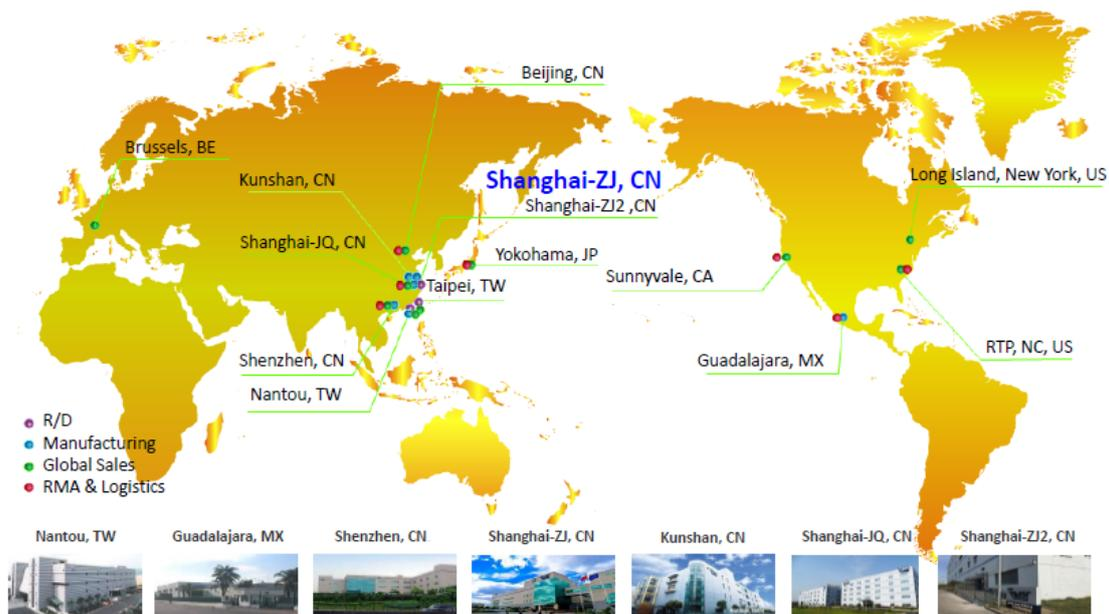 Beijing, CN
Brussels, BE
Kunshan, CN
Shanghai-ZJ, CN
Long Island, New York, US
Shanghai-ZJ2 ,CN
Shanghai-JQ, CN
Yokohama, JP
Sunnyvale, CA
Taipei, TW
RTP, NC, US
Shenzhen, CN
Guadalajara, MX
Nantou, TW
R/D
Manufacturing
Global Sales
RMA & Logistics
Nantou, TW
Guadalajara, MX
Shenzhen, CN
Shanghai-ZJ, CN
Kunshan, CN
Shanghai-JQ, CN
Shanghai-ZJ2, CN